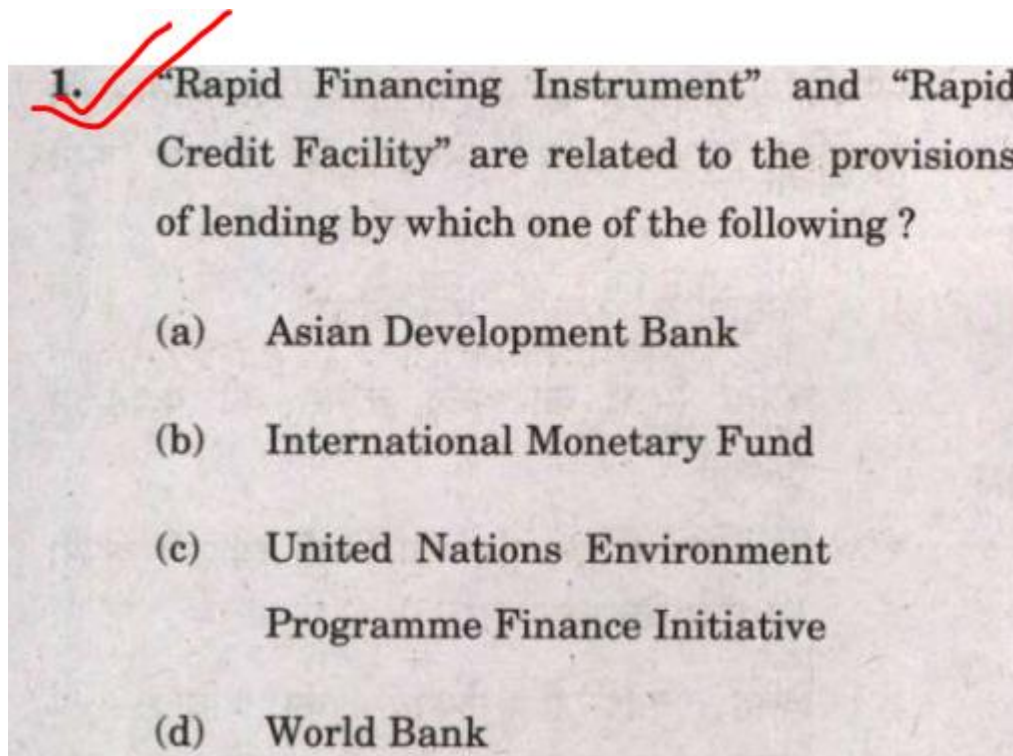 1. "Rapid Financing Instrument" and "Rapid
Credit Facility" are related to the provisions
of lending by which one of the following ?
(a) Asian Development Bank
(b) International Monetary Fund
(c) United Nations Environment
Programme Finance Initiative
(d) World Bank